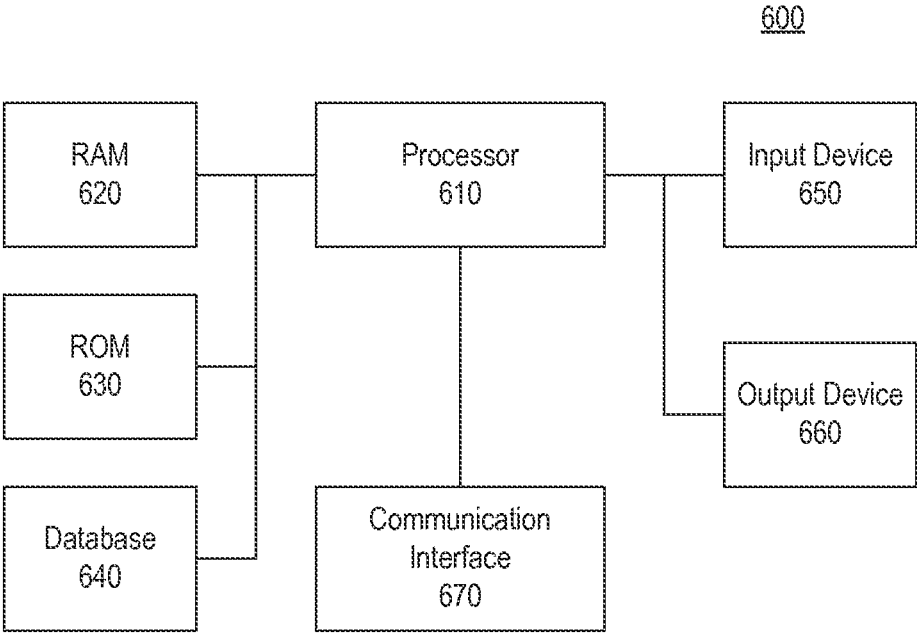 600
RAM
620
Processor
610
Input Device
650
ROM
630
Output Device
660
Database
640
Communication
Interface
670